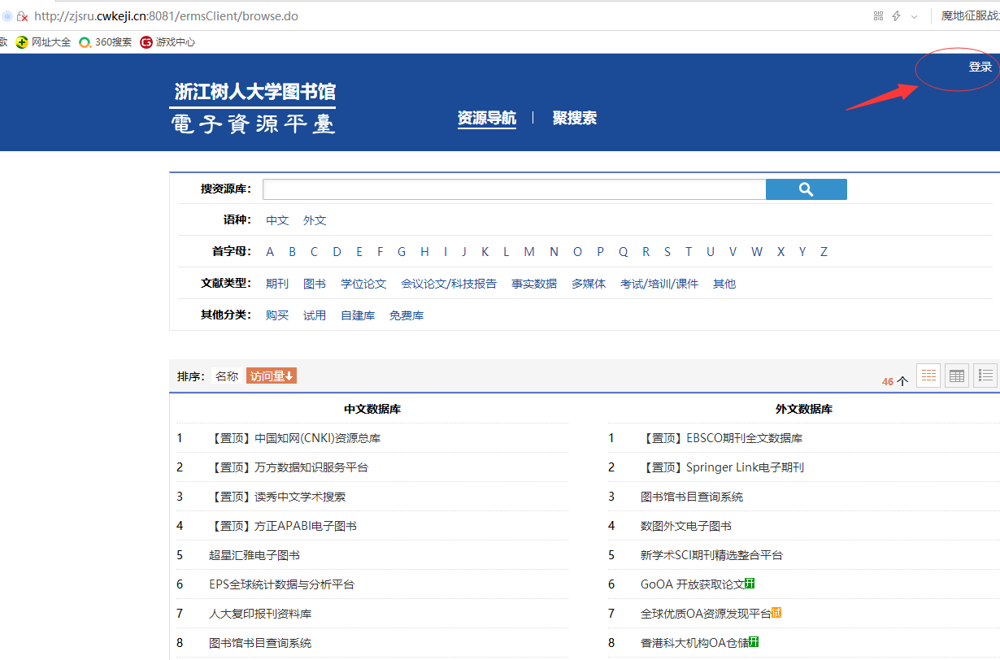 http://zjsru.cwkeji.cn:8081/ermsClient/browse.do
魔地征服战
歌 网址大全 360搜索 游戏中心
登录
浙江树人大学图书馆
電子資源平臺
资源导航 | 聚搜索
搜资源库：
语种： 中文 外文
首字母： A B C D E F G H I J K L M N O P Q R S T U V W X Y Z
文献类型： 期刊 图书 学位论文 会议论文/科技报告 事实数据 多媒体 考试/培训/课件 其他
其他分类： 购买 试用 自建库 免费库
排序： 名称 访问量 46 个
中文数据库
1 【置顶】中国知网(CNKI)资源总库
2 【置顶】万方数据知识服务平台
3 【置顶】读秀中文学术搜索
4 【置顶】方正APABI电子图书
5 超星汇雅电子图书
6 EPS全球统计数据与分析平台
7 人大复印报刊资料库
8 图书馆书目查询系统
外文数据库
1 【置顶】EBSCO期刊全文数据库
2 【置顶】Springer Link电子期刊
3 图书馆书目查询系统
4 数图外文电子图书
5 新学术SCI期刊精选整合平台
6 GoOA 开放获取论文 开
7 全球优质OA资源发现平台 试
8 香港科大机构OA仓储 开